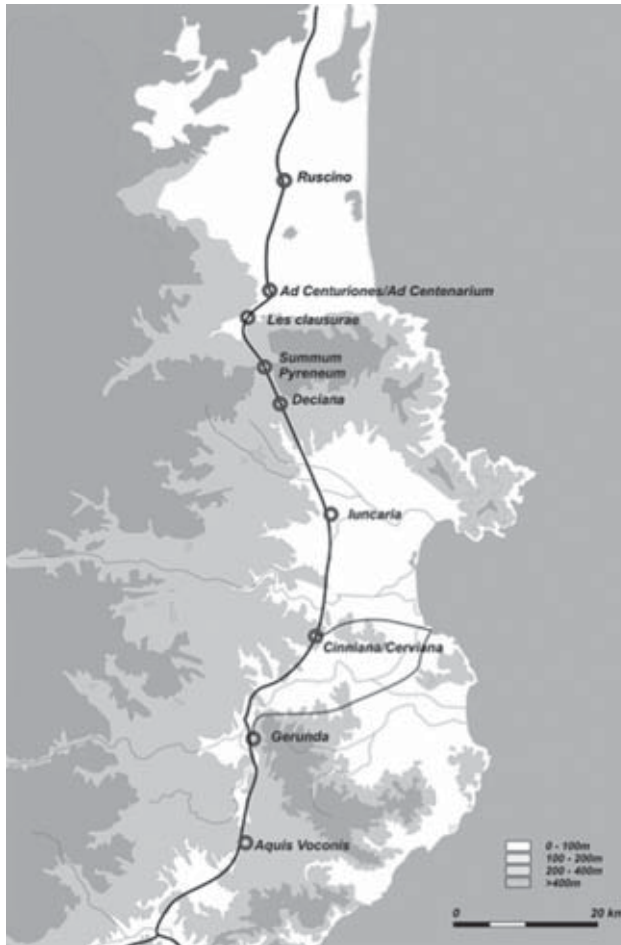 Ruscino
Ad Centuriones/Ad Centenarium
Les clausurae
Summum
Pyreneum
Deciana
Iuncaria
Cinniana/Cerviana
Gerunda
Aquis Voconis
0 - 100m
100 - 200m
200 - 400m
>400m
0 20 km